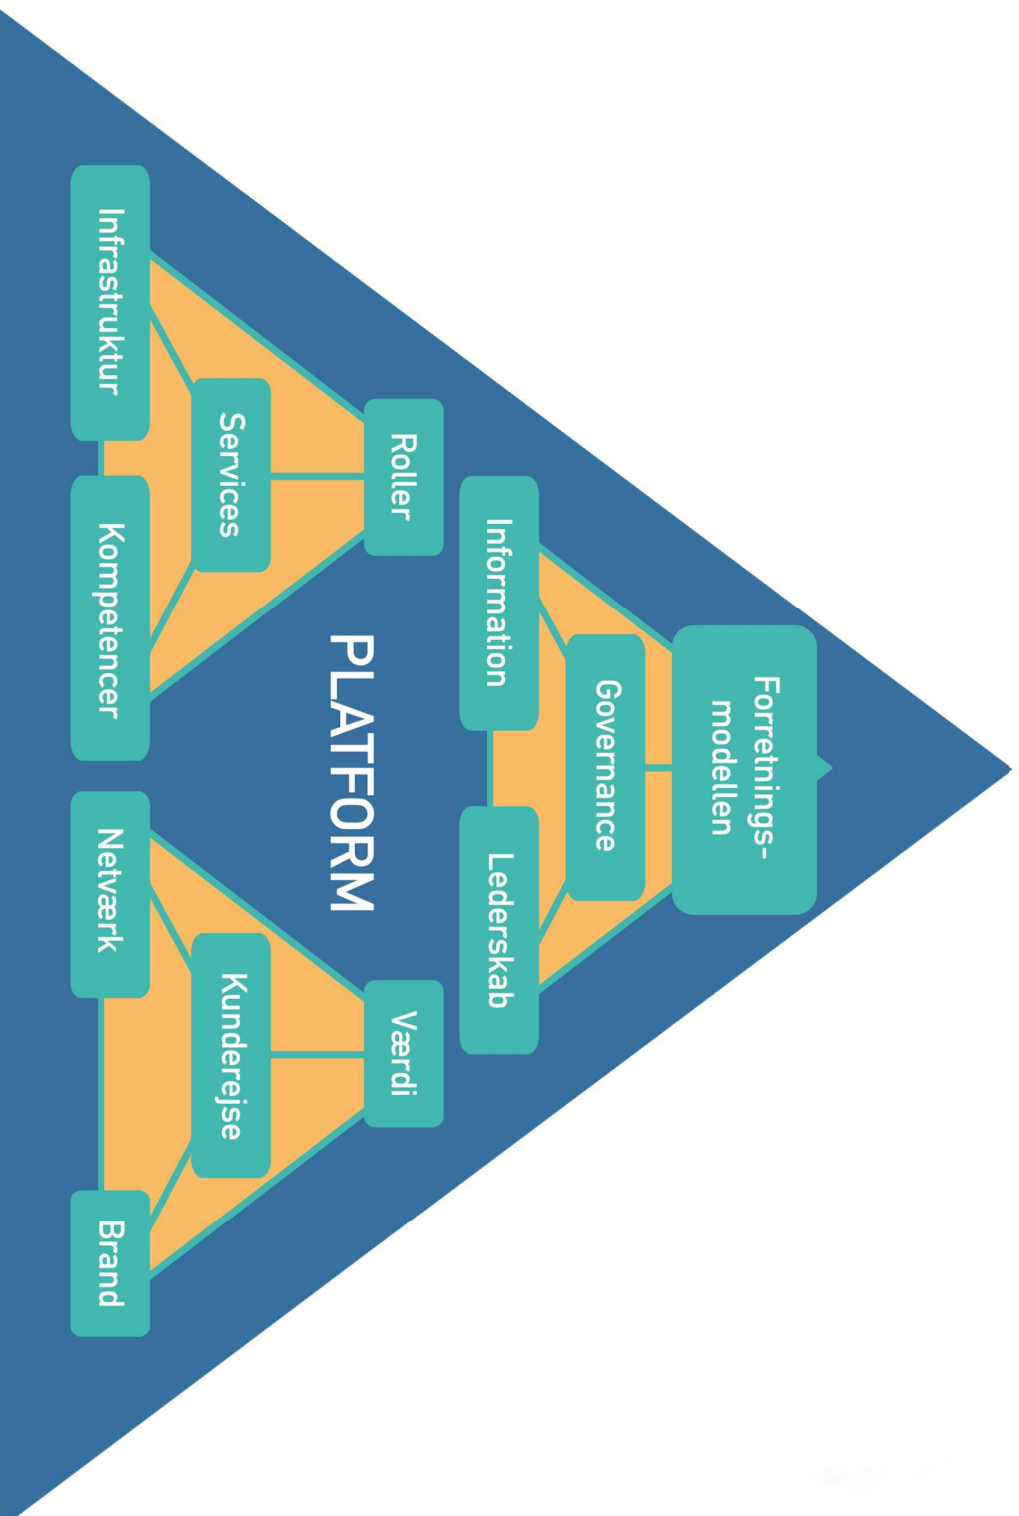 Forretnings-
modellen
Governance
Information
Lederskab
PLATFORM
Roller
Services
Infrastruktur
Kompetencer
Værdi
Kunderejse
Netværk
Brand